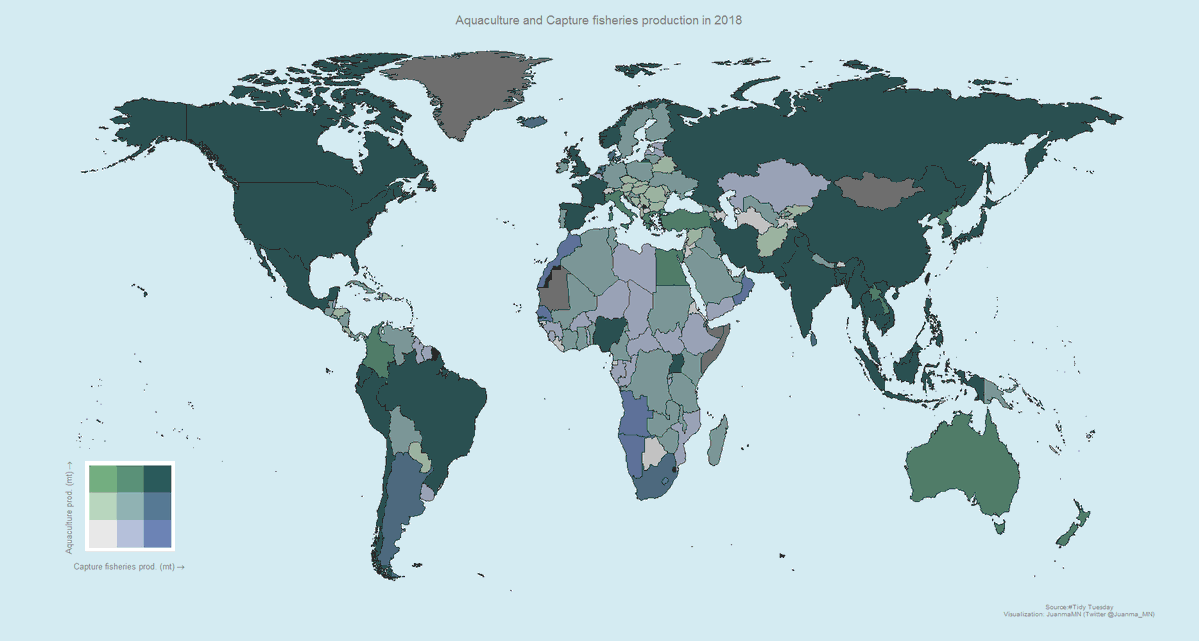 Aquaculture and Capture fisheries production in 2018
Aquaculture prod. (mt) →
Capture fisheries prod. (mt) →
Source:#Tidy Tuesday
Visualization: JuanmaMN (Twitter @Juanma_MN)